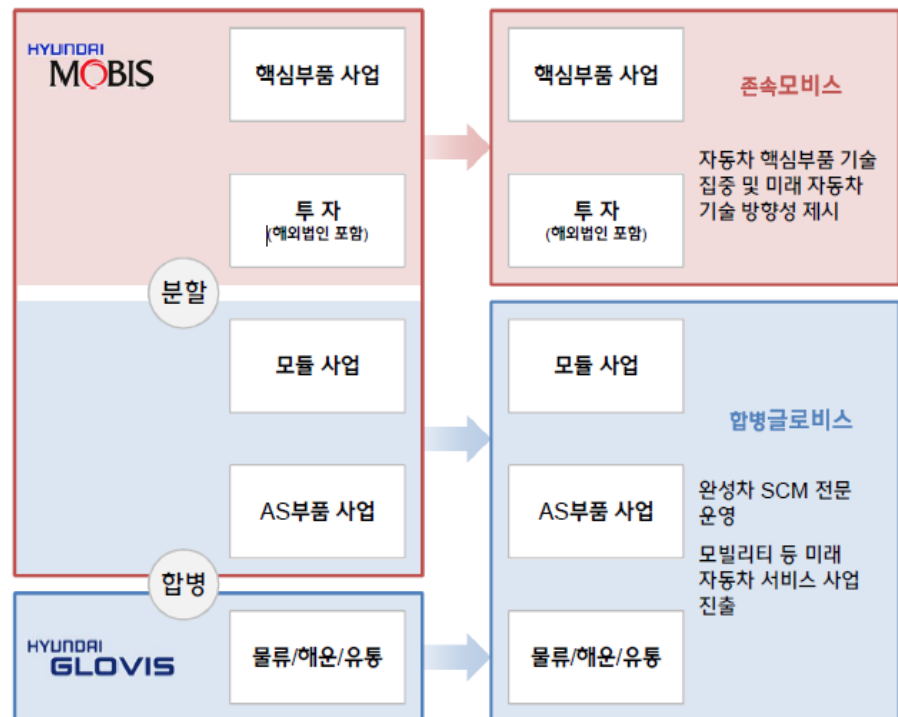 HYUNDAI
MOBIS
핵심부품 사업
투 자
(해외법인 포함)
분할
모듈 사업
AS부품 사업
합병
HYUNDAI
GLOVIS
물류/해운/유통
핵심부품 사업
투 자
(해외법인 포함)
존속모비스
자동차 핵심부품 기술
집중 및 미래 자동차
기술 방향성 제시
모듈 사업
AS부품 사업
물류/해운/유통
합병글로비스
완성차 SCM 전문
운영
모빌리티 등 미래
자동차 서비스 사업
진출